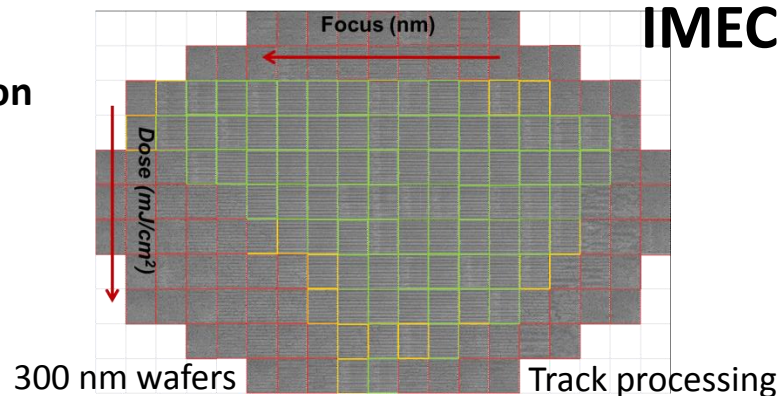 IMEC
Focus (nm)
on
Dose (mJ/cm²)
300 nm wafers
Track processing